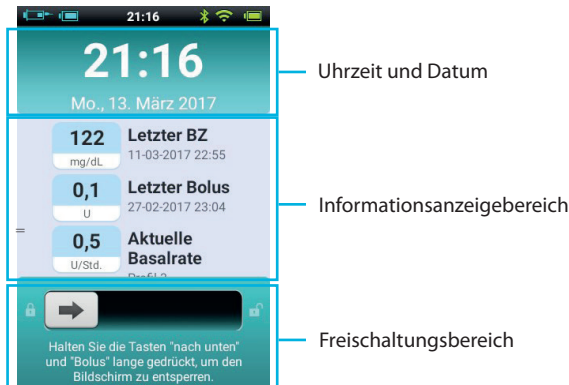 21:16
21:16
Mo., 13. März 2017
Uhrzeit und Datum
122
mg/dL
Letzter BZ
11-03-2017 22:55
0,1
U
Letzter Bolus
27-02-2017 23:04
0,5
U/Std.
Aktuelle
Basalrate
Profil 2
Informationsanzeigebereich
Halten Sie die Tasten "nach unten"
und "Bolus" lange gedrückt, um den
Bildschirm zu entsperren.
Freischaltungsbereich